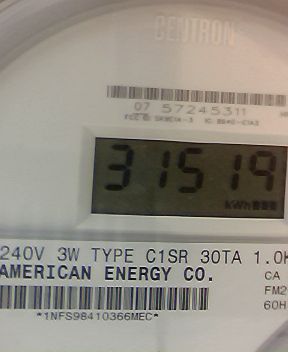 CENTRON
07 57245311
31519
kWh
240V 3W TYPE C1SR 30TA 1.0K
AMERICAN ENERGY CO.
CA
FM2
60H
*1NFS98410366MEC*